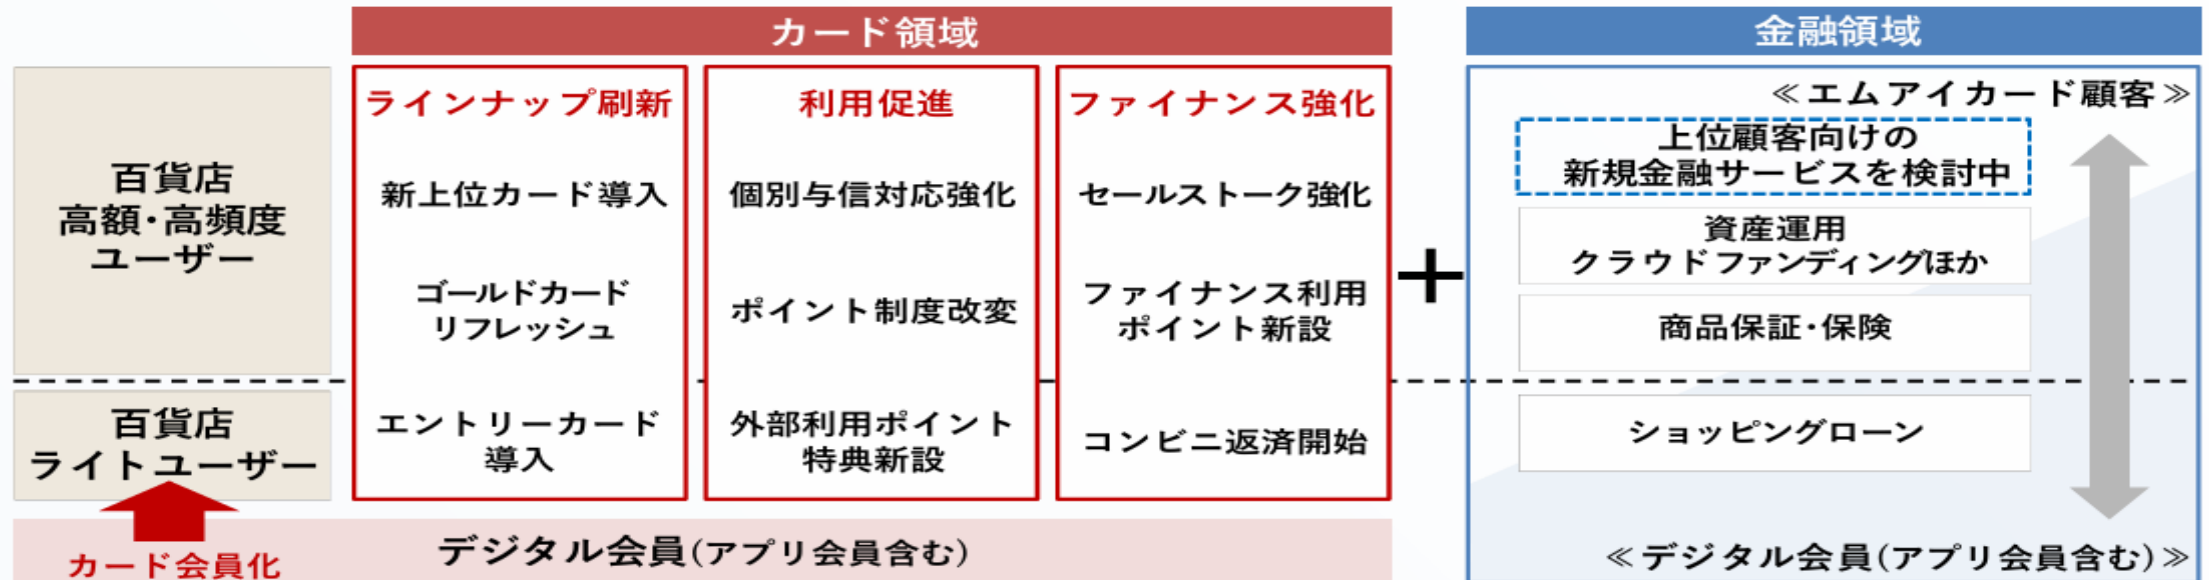 カード領域
金融領域
百貨店
高額･高頻度
ユーザー
百貨店
ライトユーザー
カード会員化
ラインナップ刷新
新上位カード導入
ゴールドカード
リフレッシュ
エントリーカード
導入
利用促進
個別与信対応強化
ポイント制度改変
外部利用ポイント
特典新設
ファイナンス強化
セールストーク強化
ファイナンス利用
ポイント新設
コンビニ返済開始
デジタル会員(アプリ会員含む)
＋
≪エムアイカード顧客≫
上位顧客向けの
新規金融サービスを検討中
資産運用
クラウドファンディングほか
商品保証･保険
ショッピングローン
≪デジタル会員(アプリ会員含む)≫